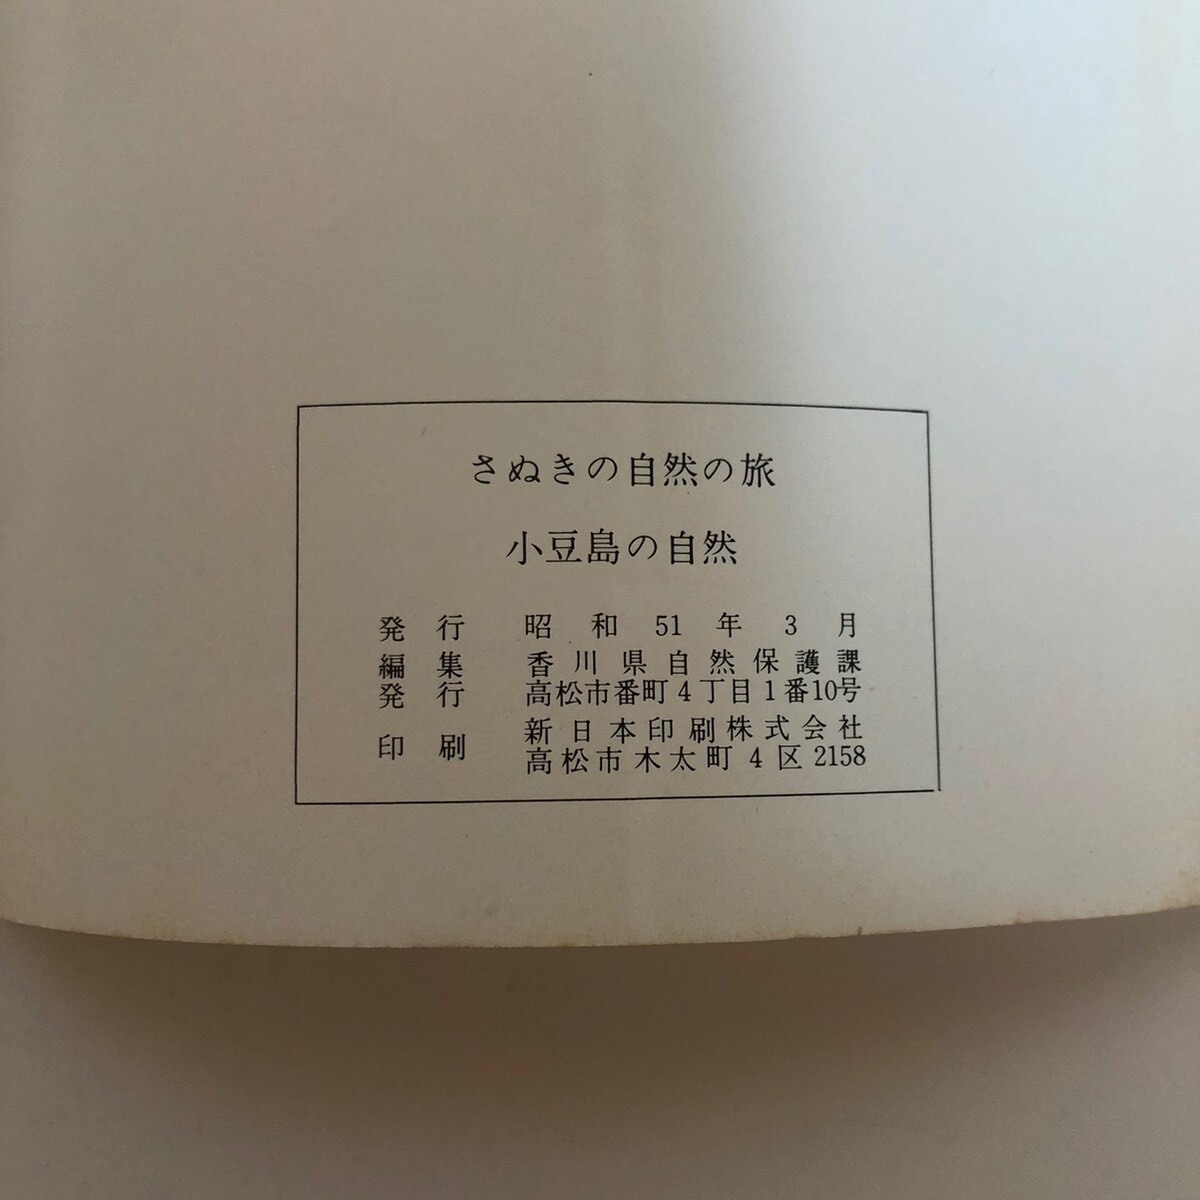 さぬきの自然の旅
小豆島の自然
発行 昭和51年3月
編集 香川県自然保護課
発行 高松市番町4丁目1番10号
印刷 新日本印刷株式会社
高松市木太町4区2158